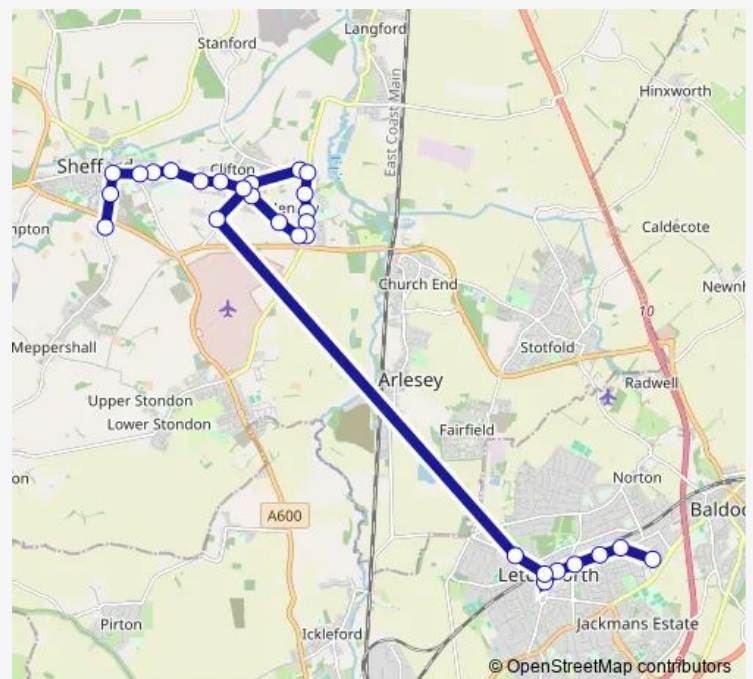 Langford
Stanford
Hinxworth
East Coast Main
Clifton
Caldecote
Church End
10
Meppershall
Stotfold
Radwell
Arlesey
Upper Stondon
Lower Stondon
Fairfield
Norton
A600
Pirton
Jackmans Estate
Ickleford
© OpenStreetMap contributors